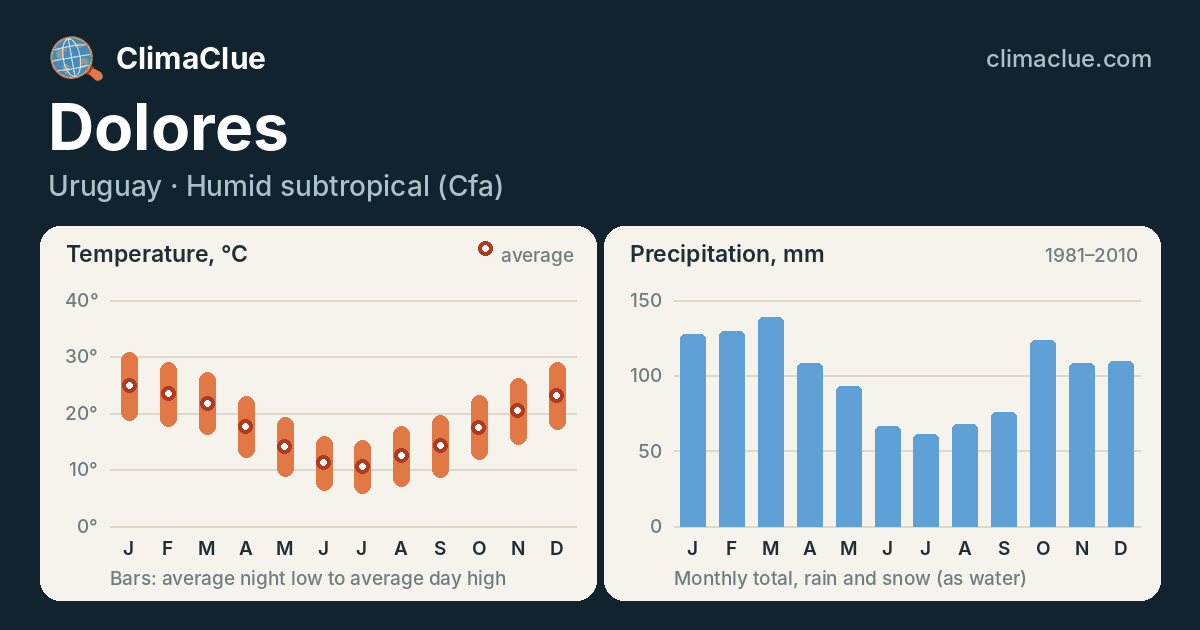 ClimaClue
climaclue.com
Dolores
Uruguay · Humid subtropical (Cfa)
Temperature, °C
average
40°
30°
20°
10°
0°
J F M A M J J A S O N D
Bars: average night low to average day high
Precipitation, mm
1981–2010
150
100
50
0
J F M A M J J A S O N D
Monthly total, rain and snow (as water)